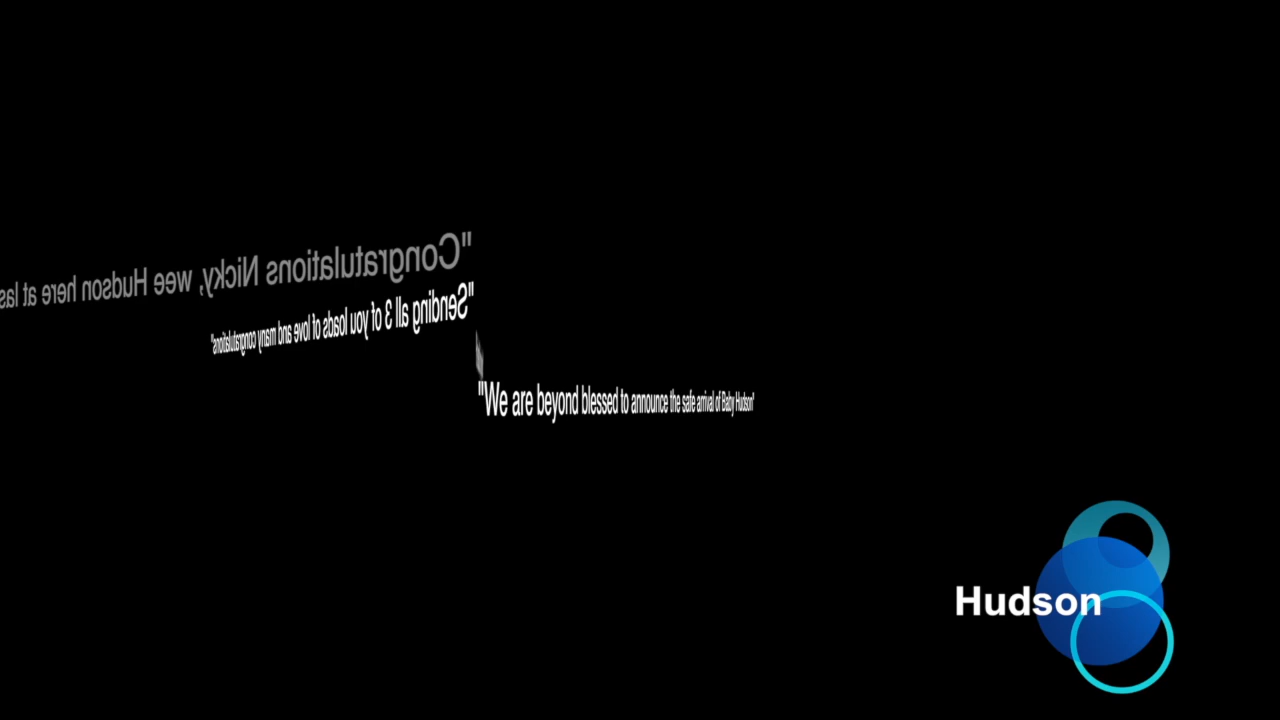 "Congratulations Nicky, wee Hudson here at las
"Sending all 3 of you loads of love and many congratulations"
"We are beyond blessed to announce the safe arrival of Baby Hudson"
Hudson